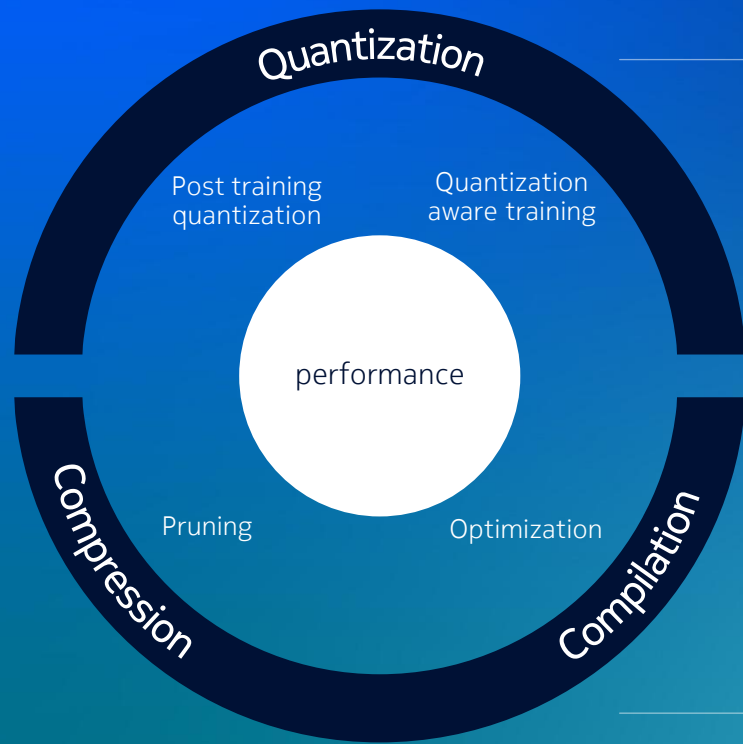 Quantization
Post training
quantization
Quantization
aware training
performance
Pruning
Optimization
Compression
Compilation